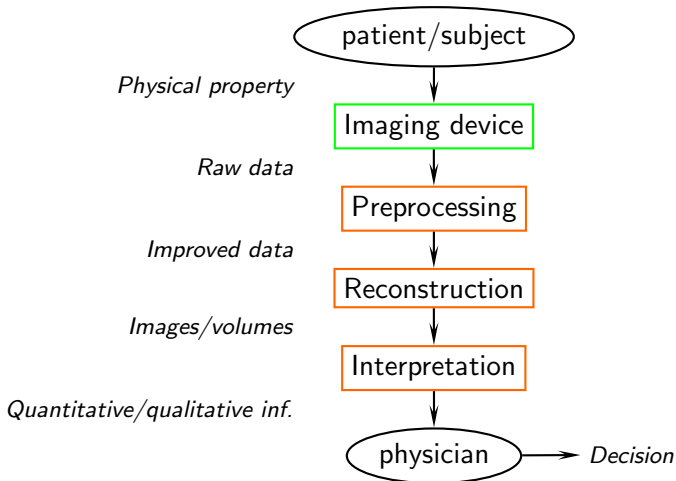 patient/subject
Physical property
Imaging device
Raw data
Preprocessing
Improved data
Reconstruction
Images/volumes
Interpretation
Quantitative/qualitative inf.
physician
Decision